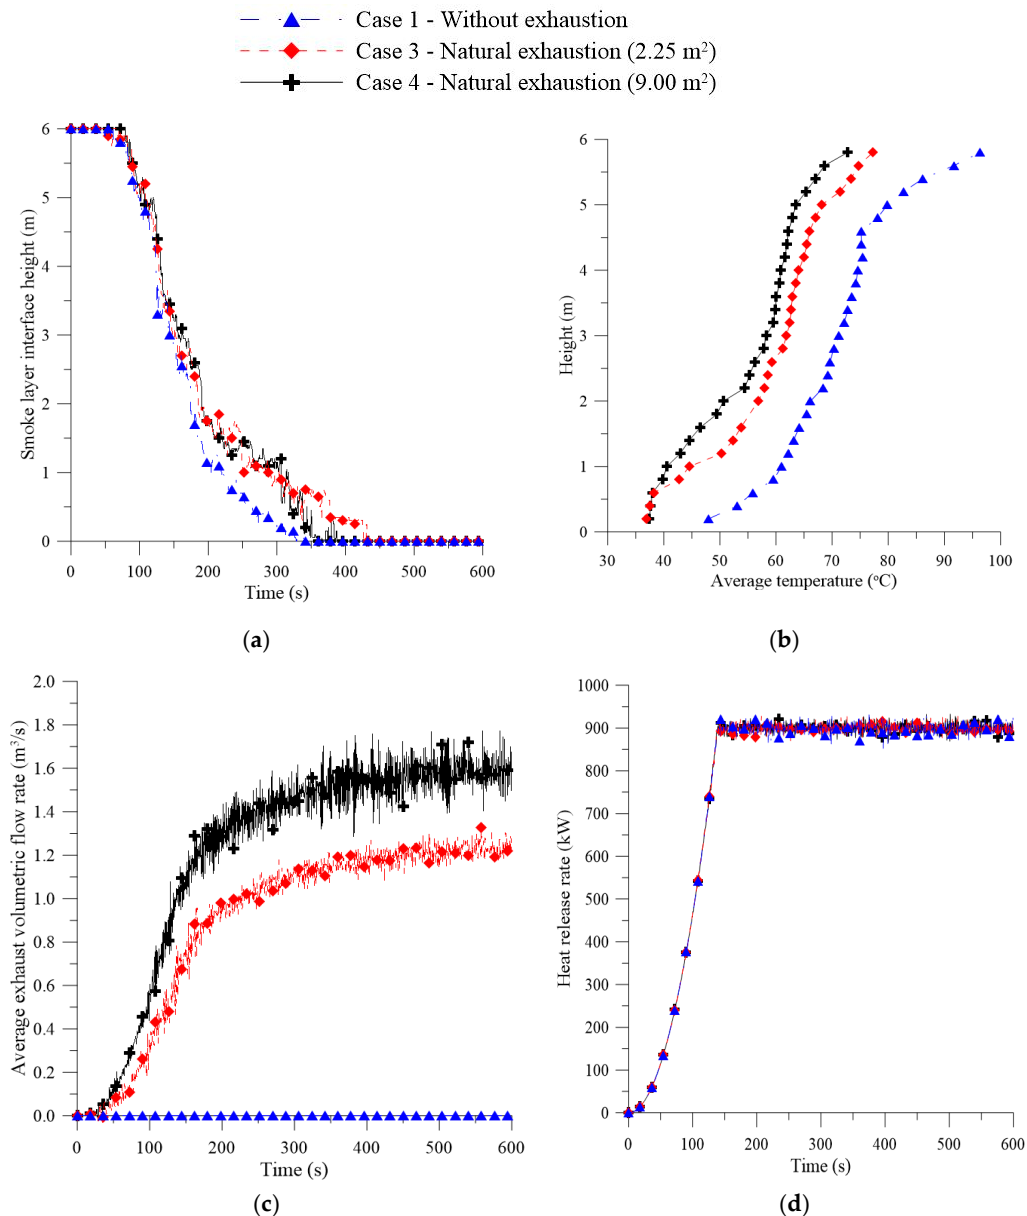 Case 1 - Without exhaustion
Case 3 - Natural exhaustion (2.25 m²)
Case 4 - Natural exhaustion (9.00 m²)
6
5
4
3
2
1
0
Smoke layer interface height (m)
0 100 200 300 400 500 600
Time (s)
(a)
6
5
4
3
2
1
0
Height (m)
30 40 50 60 70 80 90 100
Average temperature (°C)
(b)
2.0
1.8
1.6
1.4
1.2
1.0
0.8
0.6
0.4
0.2
0.0
Average exhaust volumetric flow rate (m³/s)
0 100 200 300 400 500 600
Time (s)
(c)
1000
900
800
700
600
500
400
300
200
100
0
Heat release rate (kW)
0 100 200 300 400 500 600
Time (s)
(d)